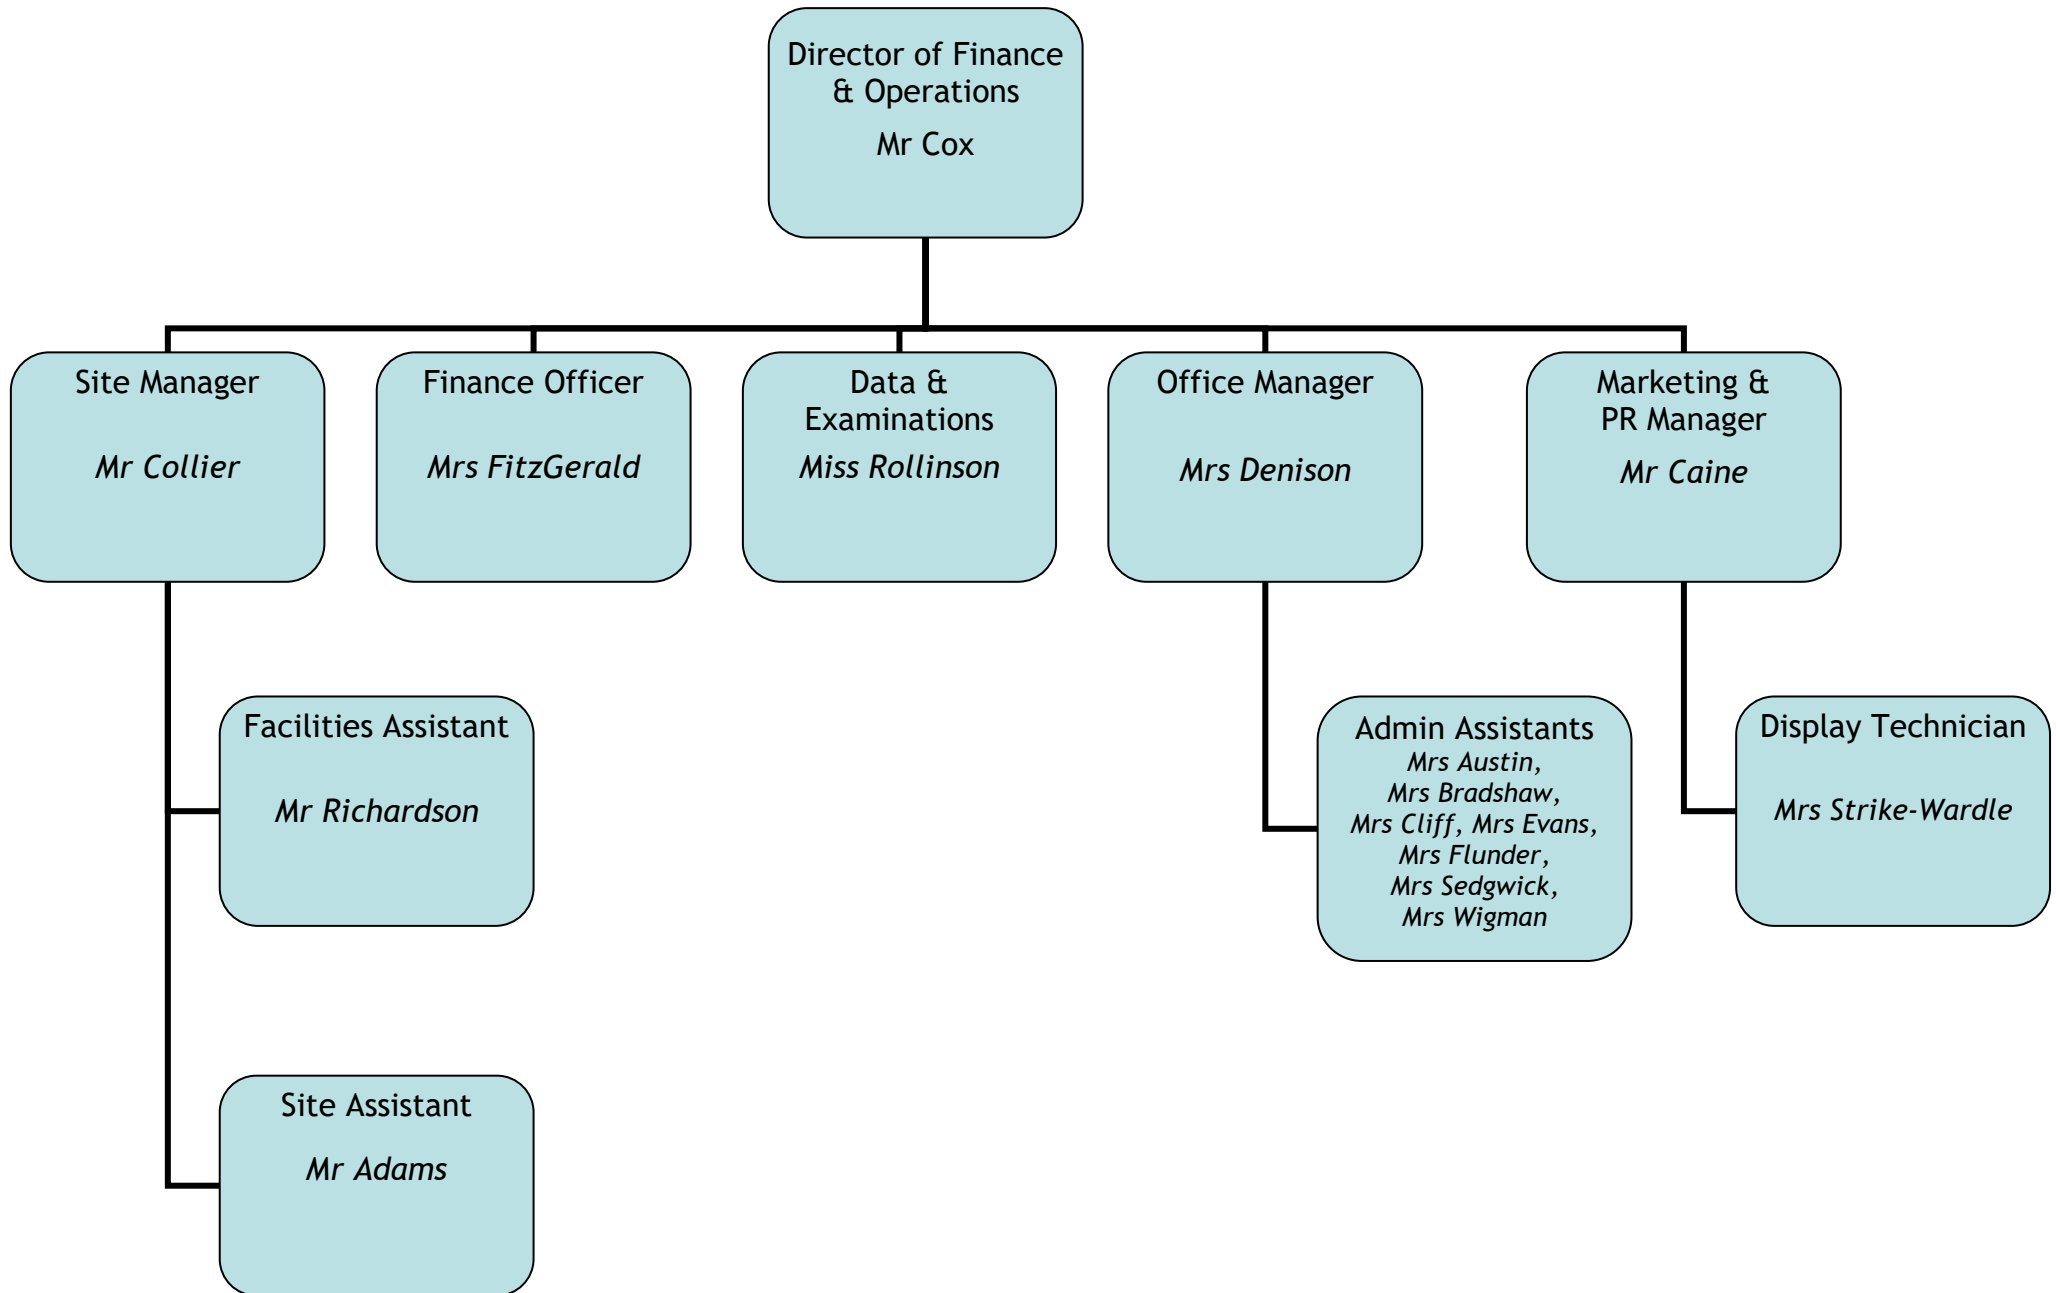 Director of Finance
& Operations
Mr Cox
Site Manager
Mr Collier
Finance Officer
Mrs FitzGerald
Data &
Examinations
Miss Rollinson
Office Manager
Mrs Denison
Marketing &
PR Manager
Mr Caine
Facilities Assistant
Mr Richardson
Admin Assistants
Mrs Austin,
Mrs Bradshaw,
Mrs Cliff, Mrs Evans,
Mrs Flunder,
Mrs Sedgwick,
Mrs Wigman
Display Technician
Mrs Strike-Wardle
Site Assistant
Mr Adams